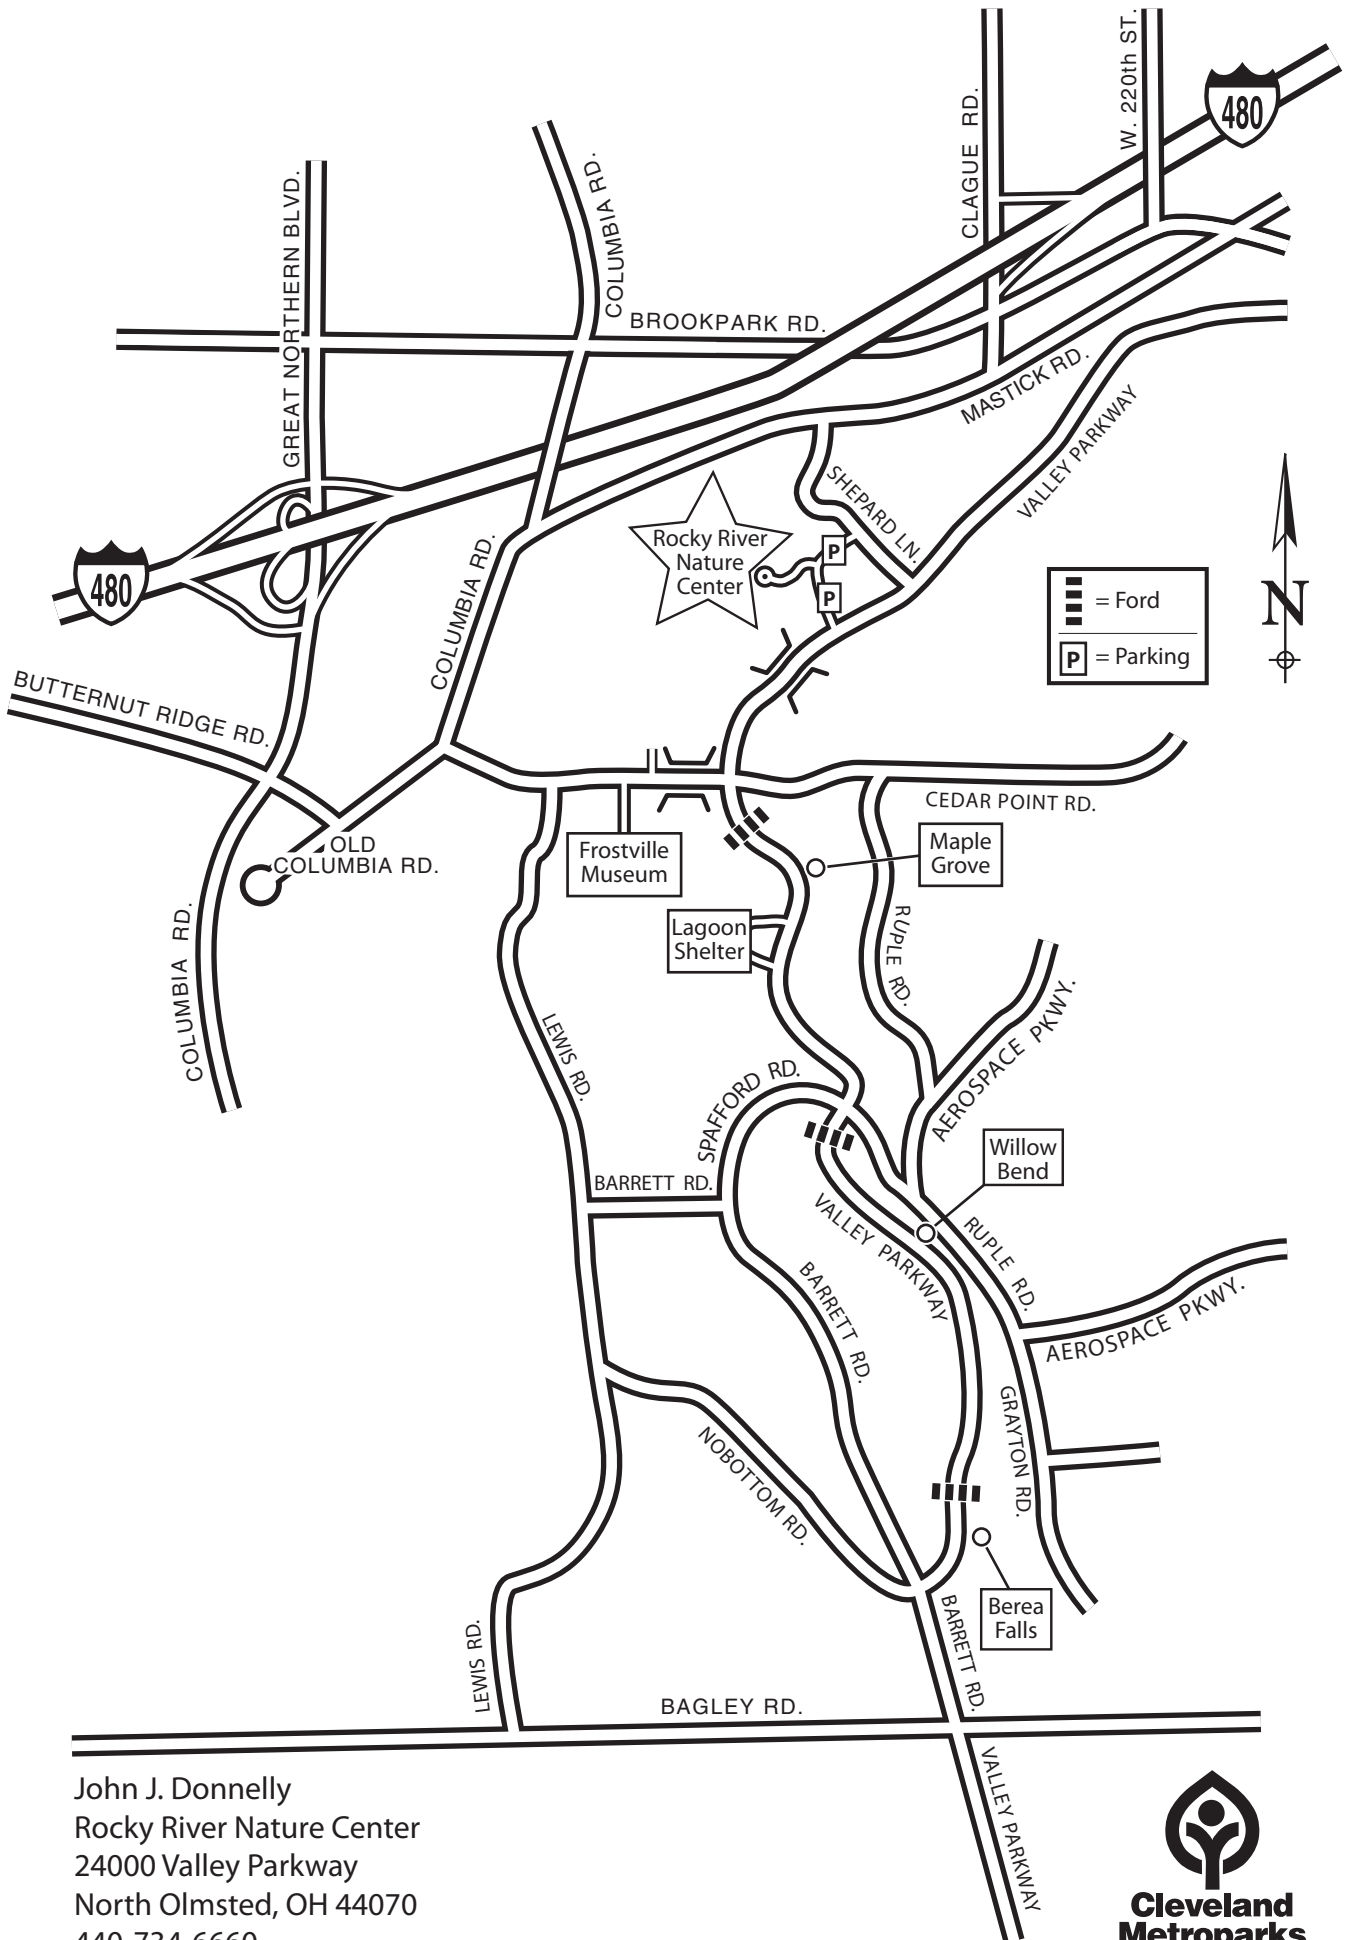 W. 220th ST.
480
CLAGUE RD.
COLUMBIA RD.
GREAT NORTHERN BLVD.
BROOKPARK RD.
MASTICK RD.
VALLEY PARKWAY
SHEPARD LN.
Rocky River
Nature
Center
P
P
480
COLUMBIA RD.
= Ford
P = Parking
N
BUTTERNUT RIDGE RD.
CEDAR POINT RD.
OLD
COLUMBIA RD.
Frostville
Museum
Maple
Grove
Lagoon
Shelter
RUPLE RD.
COLUMBIA RD.
LEWIS RD.
AEROSPACE PKWY.
SPAFFORD RD.
Willow
Bend
BARRETT RD.
VALLEY PARKWAY
RUPLE RD.
BARRETT RD.
AEROSPACE PKWY.
GRAYTON RD.
NOBOTTOM RD.
Berea
Falls
BARRETT RD.
LEWIS RD.
BAGLEY RD.
VALLEY PARKWAY
John J. Donnelly
Rocky River Nature Center
24000 Valley Parkway
North Olmsted, OH 44070
440-734-6660
Cleveland
Metroparks